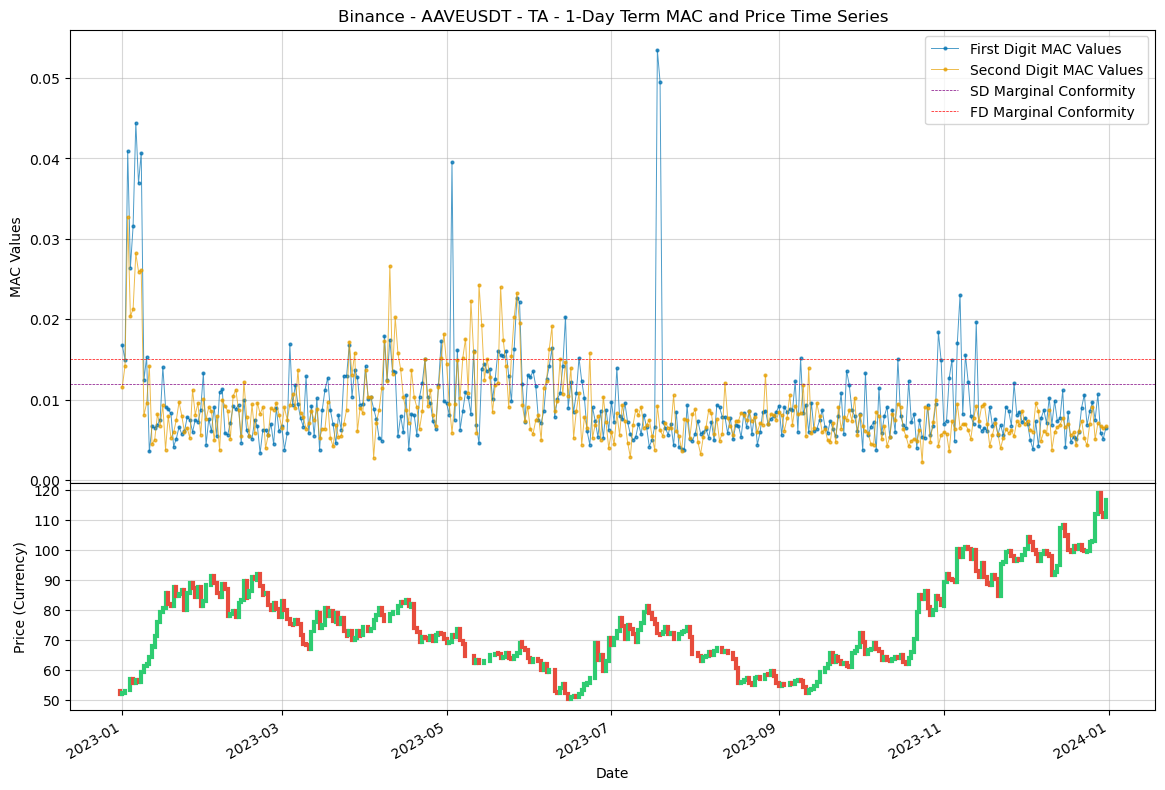 Binance - AAVEUSDT - TA - 1-Day Term MAC and Price Time Series
First Digit MAC Values
Second Digit MAC Values
SD Marginal Conformity
FD Marginal Conformity
MAC Values
0.05
0.04
0.03
0.02
0.01
0.00
Price (Currency)
120
110
100
90
80
70
60
50
2023-01
2023-03
2023-05
2023-07
2023-09
2023-11
2024-01
Date